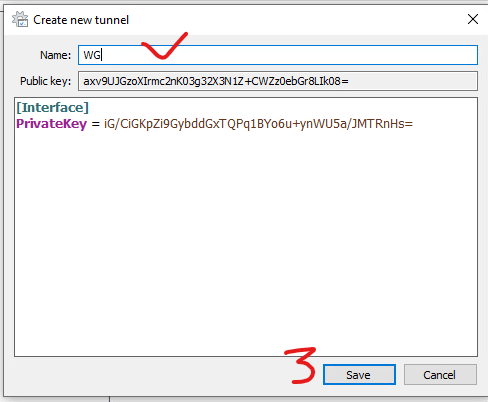 Create new tunnel
Name: WG
Public key: axv9UJGzoXIrmc2nK03g32X3N1Z+CWZz0ebGr8LIk08=
[Interface]
PrivateKey = iG/CiGKpZi9GybddGxTQPq1BYo6u+ynWU5a/JMTRnHs=
3
Save Cancel